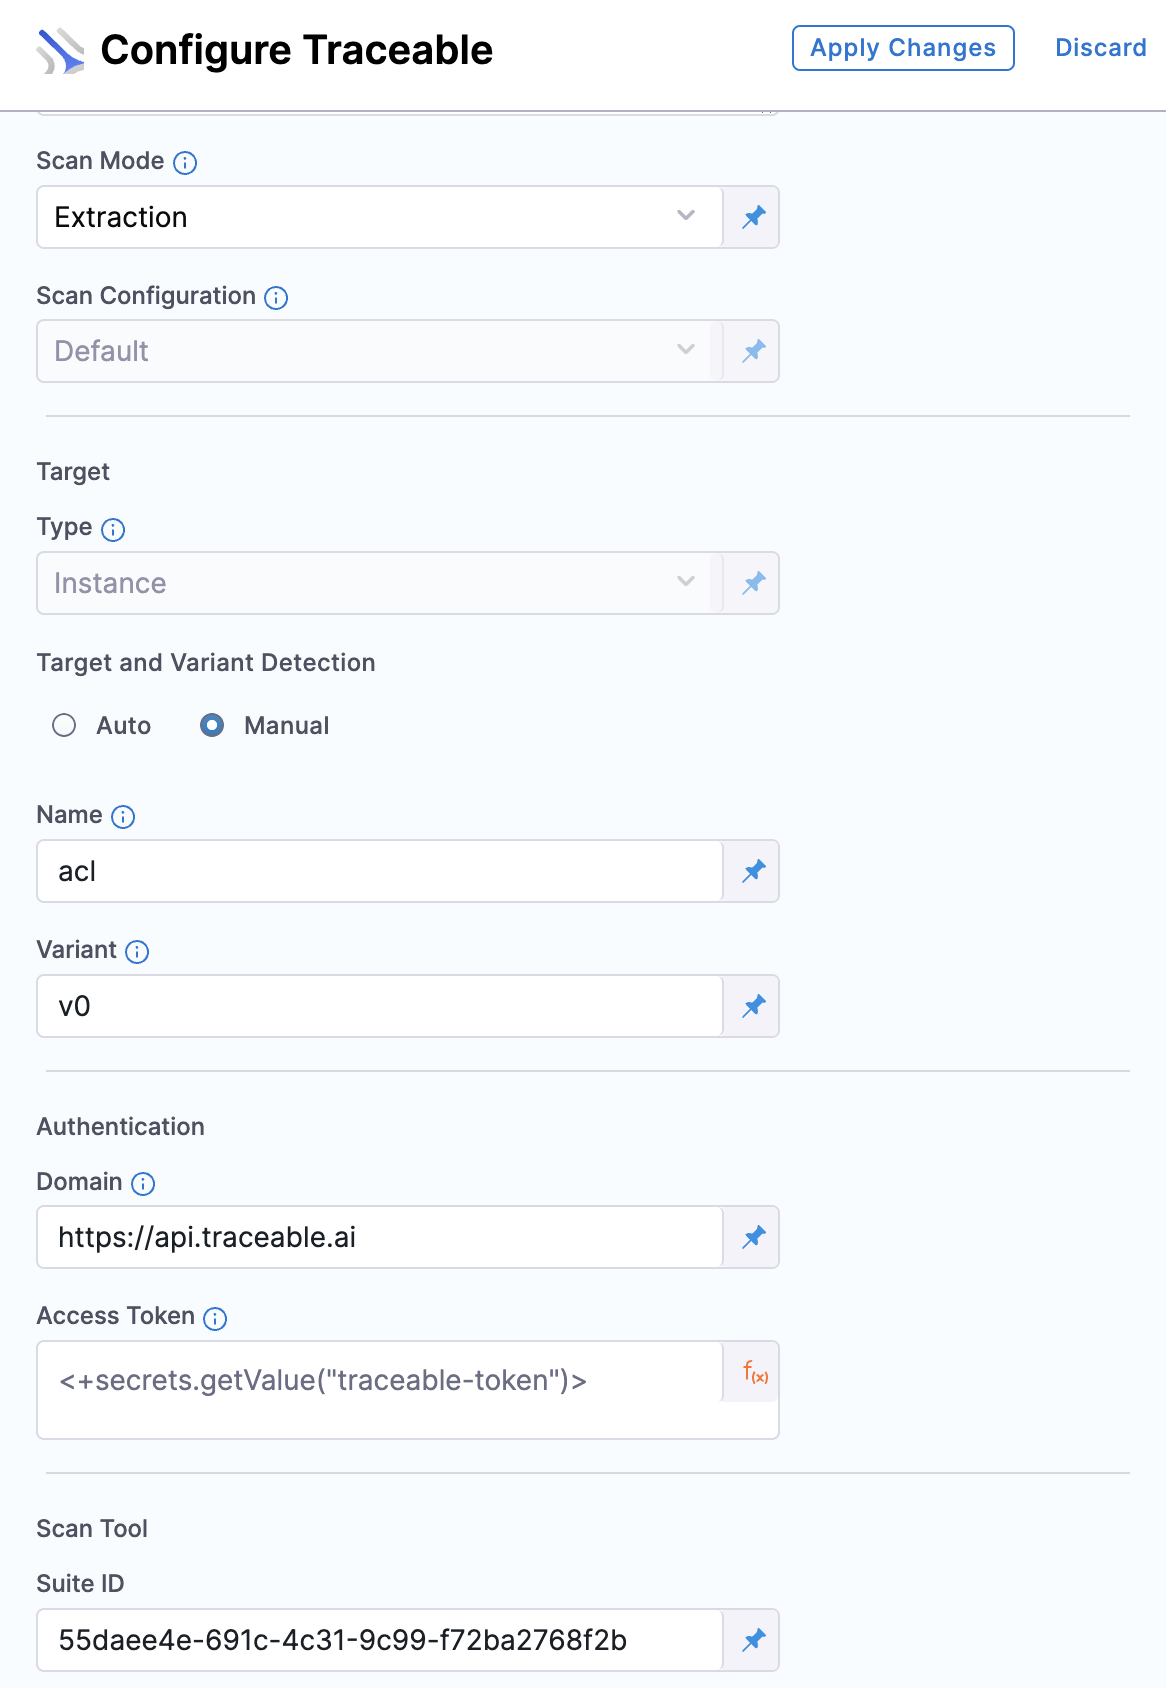 Configure Traceable
Apply Changes
Discard
Scan Mode
Extraction
Scan Configuration
Default
Target
Type
Instance
Target and Variant Detection
Auto
Manual
Name
acl
Variant
v0
Authentication
Domain
https://api.traceable.ai
Access Token
<+secrets.getValue("traceable-token")>
f(x)
Scan Tool
Suite ID
55daee4e-691c-4c31-9c99-f72ba2768f2b